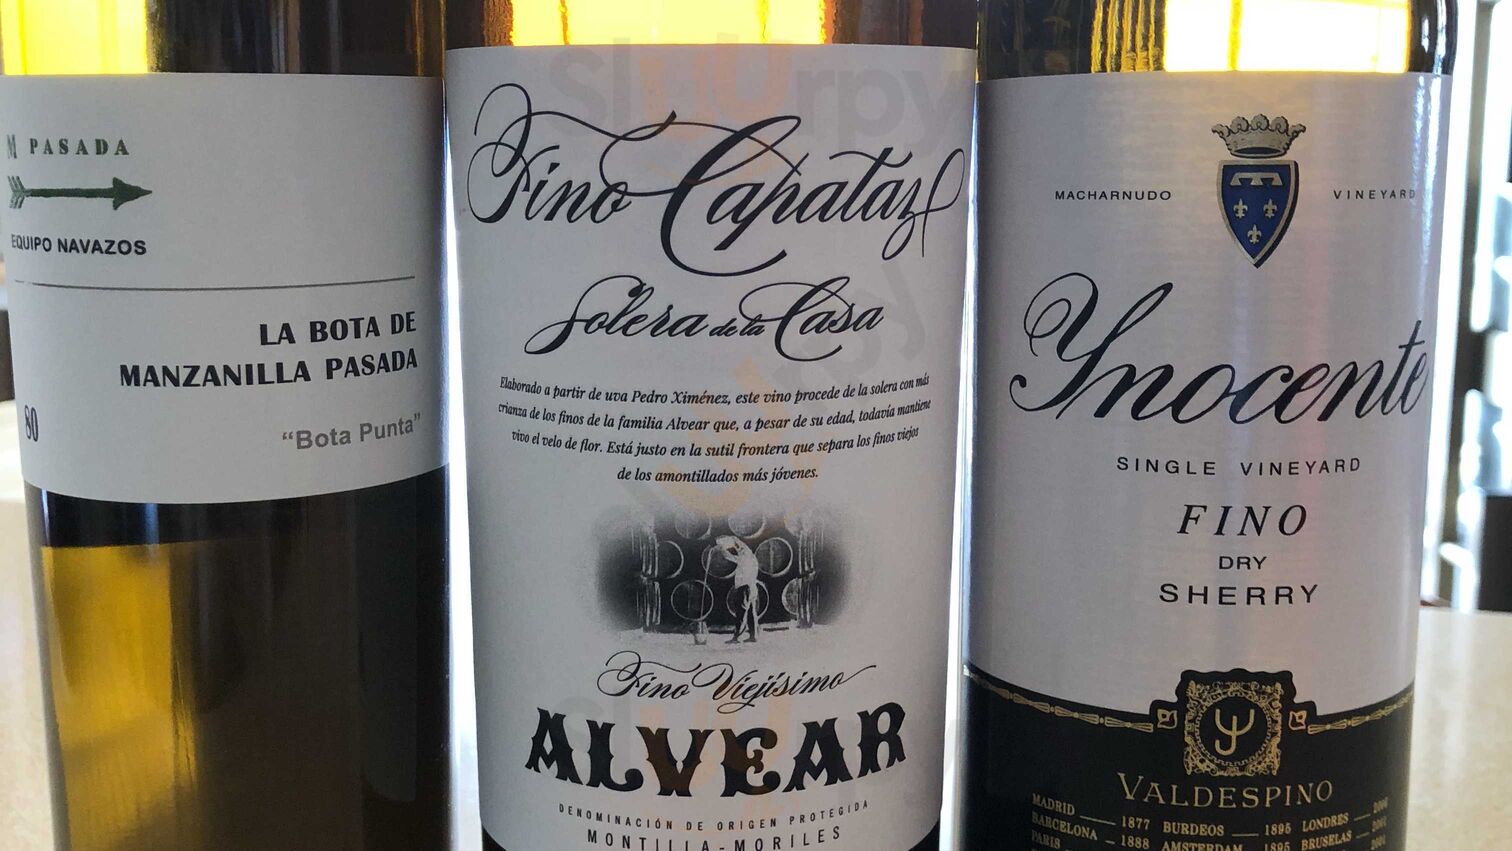 M PASADA
EQUIPO NAVAZOS
LA BOTA DE
MANZANILLA PASADA
80
“Bota Punta”
Fino Capataz
Solera de la Casa
Elaborado a partir de uva Pedro Ximénez, este vino procede de la solera con más
crianza de los finos de la familia Alvear que, a pesar de su edad, todavía mantiene
vivo el velo de flor. Está justo en la sutil frontera que separa los finos viejos
de los amontillados más jóvenes.
Fino Viejísimo
ALVEAR
DENOMINACIÓN DE ORIGEN PROTEGIDA
MONTILLA-MORILES
MACHARNUDO VINEYARD
Ynocente
SINGLE VINEYARD
FINO
DRY
SHERRY
VALDESPINO
MADRID 1877 BURDEOS 1895 LONDRES 2000
BARCELONA 1888 AMSTERDAM 1895 BRUSELAS 2001
PARIS